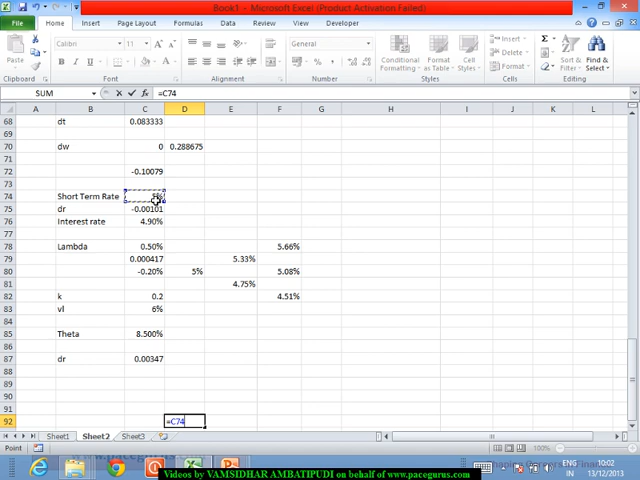 Book1 - Microsoft Excel (Product Activation Failed)
File Home Insert Page Layout Formulas Data Review View Developer
Paste
Calibri 11
B I U
General
Conditional Formatting
Format as Table
Cell Styles
Insert
Delete
Format
Sort & Filter
Find & Select
Clipboard Font Alignment Number Styles Cells Editing
SUM =C74
A B C D E F G H I J K L
68 dt 0.083333
69
70 dw 0 0.288675
71
72 -0.10079
73
74 Short Term Rate 5%
75 dr -0.00101
76 Interest rate 4.90%
77
78 Lambda 0.50% 5.66%
79 0.000417 5.33%
80 -0.20% 5% 5.08%
81 4.75%
82 k 0.2 4.51%
83 vl 6%
84
85 Theta 8.500%
86
87 dr 0.00347
88
89
90
91
92 =C74
Sheet1 Sheet2 Sheet3
Point 100%
www.pacegurus.com
ENG
IN
10:02
13/12/2013
Videos by VAMSIDHAR AMBATIPUDI on behalf of www.pacegurus.com